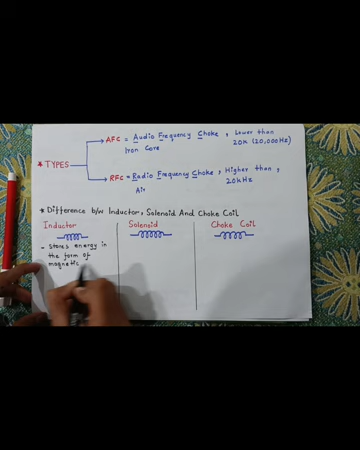 AFC = Audio Frequency Choke, Lower than
Iron Core 20K (20,000Hz)
* TYPES
RFC = Radio Frequency Choke, Higher than,
Air 20kHz
* Difference b/w Inductor, Solenoid And Choke Coil
Inductor Solenoid Choke Coil
- stores energy in
the form of
magnetic